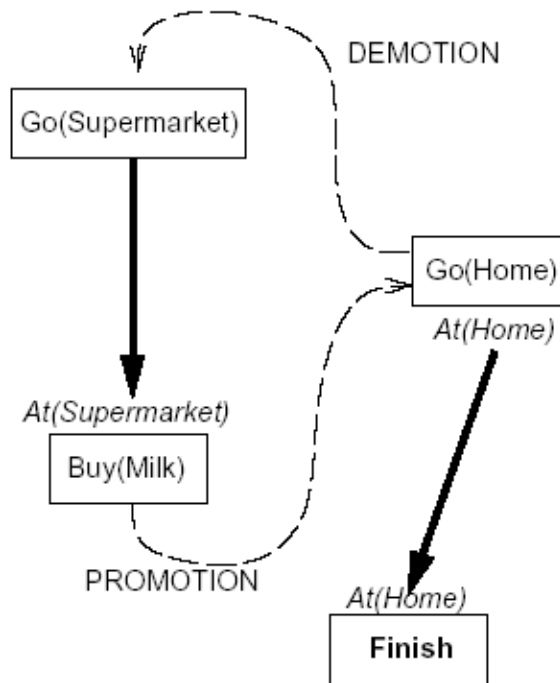 DEMOTION
Go(Supermarket)
Go(Home)
At(Home)
At(Supermarket)
Buy(Milk)
PROMOTION
At(Home)
Finish